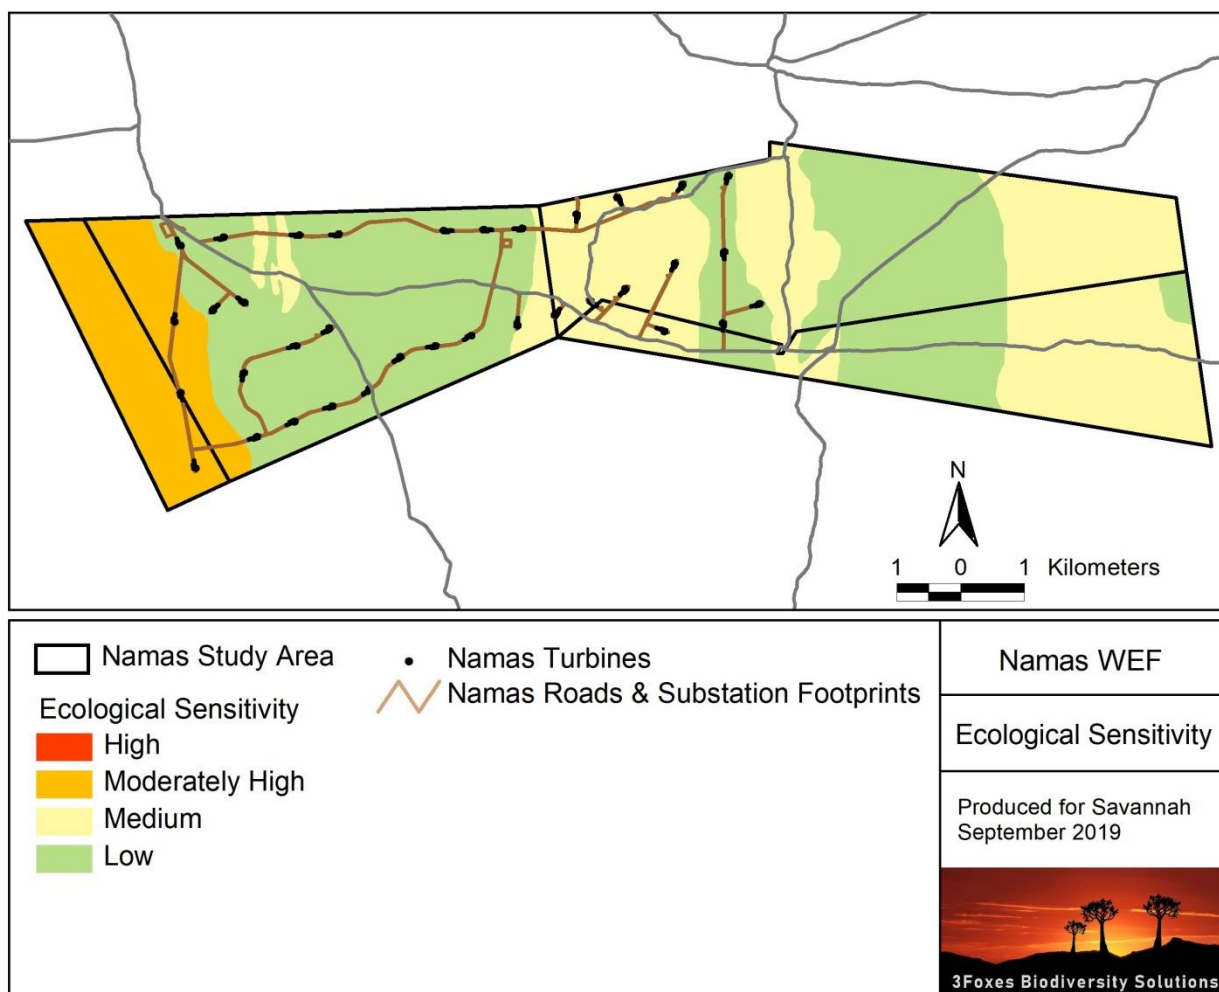 N
1 0 1 Kilometers
Namas Study Area
Ecological Sensitivity
High
Moderately High
Medium
Low
Namas Turbines
Namas Roads & Substation Footprints
Namas WEF
Ecological Sensitivity
Produced for Savannah
September 2019
3Foxes Biodiversity Solutions